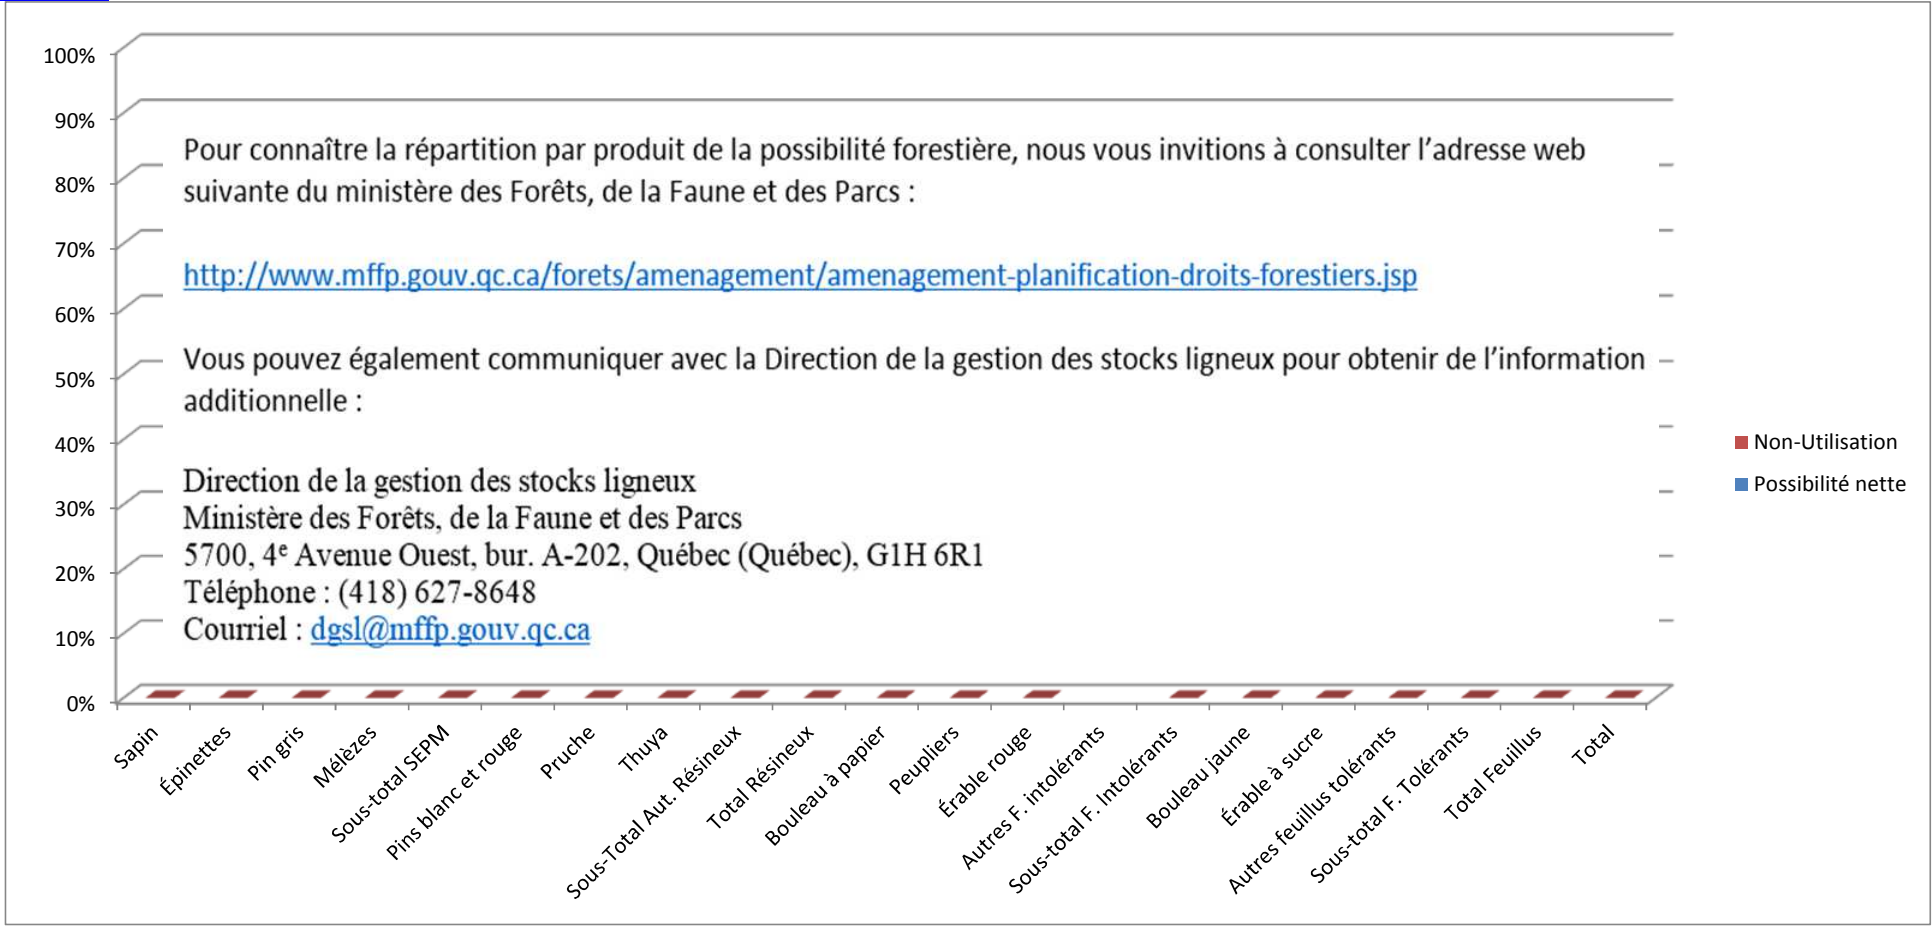 100%
90%
80%
70%
60%
50%
40%
30%
20%
10%
0%
Pour connaître la répartition par produit de la possibilité forestière, nous vous invitions à consulter l'adresse web
suivante du ministère des Forêts, de la Faune et des Parcs :
http://www.mffp.gouv.qc.ca/forets/amenagement/amenagement-planification-droits-forestiers.jsp
Vous pouvez également communiquer avec la Direction de la gestion des stocks ligneux pour obtenir de l'information
additionnelle :
Direction de la gestion des stocks ligneux
Ministère des Forêts, de la Faune et des Parcs
5700, 4e Avenue Ouest, bur. A-202, Québec (Québec), G1H 6R1
Téléphone : (418) 627-8648
Courriel : dgsl@mffp.gouv.qc.ca
Non-Utilisation
Possibilité nette
Sapin
Épinettes
Pin gris
Mélèzes
Sous-total SEPM
Pins blanc et rouge
Pruche
Thuya
Sous-Total Aut. Résineux
Total Résineux
Bouleau à papier
Peupliers
Érable rouge
Autres F. intolérants
Sous-total F. Intolérants
Bouleau jaune
Érable à sucre
Autres feuillus tolérants
Sous-total F. Tolérants
Total Feuillus
Total